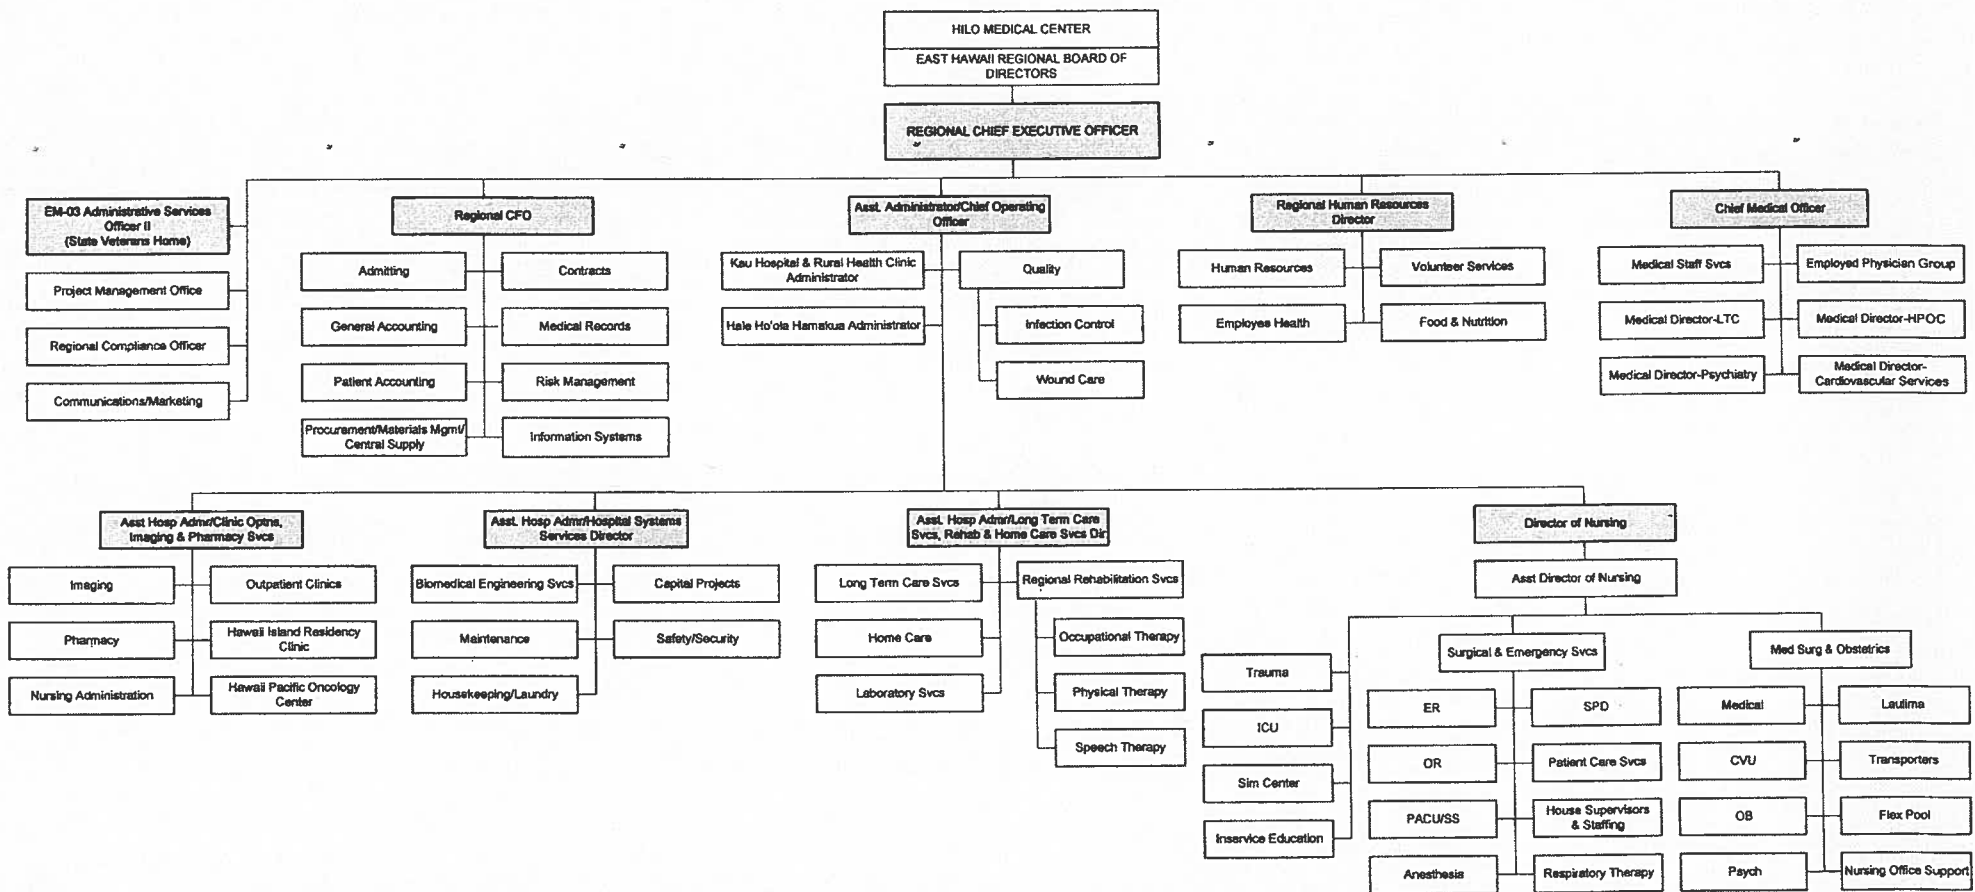 HILO MEDICAL CENTER
EAST HAWAII REGIONAL BOARD OF
DIRECTORS
REGIONAL CHIEF EXECUTIVE OFFICER
EM-03 Administrative Services
Officer II
(State Veterans Home)
Project Management Office
Regional Compliance Officer
Communications/Marketing
Regional CFO
Admitting
Contracts
General Accounting
Medical Records
Patient Accounting
Risk Management
Procurement/Materials Mgmt/
Central Supply
Information Systems
Asst. Administrator/Chief Operating
Officer
Kau Hospital & Rural Health Clinic
Administrator
Quality
Hale Ho'ola Hamakua Administrator
Infection Control
Wound Care
Regional Human Resources
Director
Human Resources
Volunteer Services
Employee Health
Food & Nutrition
Chief Medical Officer
Medical Staff Svcs
Employed Physician Group
Medical Director-LTC
Medical Director-HPOC
Medical Director-Psychiatry
Medical Director-
Cardiovascular Services
Asst Hosp Admr/Clinic Optns,
Imaging & Pharmacy Svcs
Imaging
Outpatient Clinics
Pharmacy
Hawaii Island Residency
Clinic
Nursing Administration
Hawaii Pacific Oncology
Center
Asst. Hosp Admr/Hospital Systems
Services Director
Biomedical Engineering Svcs
Capital Projects
Maintenance
Safety/Security
Housekeeping/Laundry
Asst. Hosp Admr/Long Term Care
Svcs, Rehab & Home Care Svcs Dir
Long Term Care Svcs
Regional Rehabilitation Svcs
Home Care
Occupational Therapy
Laboratory Svcs
Physical Therapy
Speech Therapy
Director of Nursing
Asst Director of Nursing
Trauma
ICU
Sim Center
Inservice Education
Surgical & Emergency Svcs
ER
SPD
OR
Patient Care Svcs
PACU/SS
House Supervisors
& Staffing
Anesthesia
Respiratory Therapy
Med Surg & Obstetrics
Medical
Laulima
CVU
Transporters
OB
Flex Pool
Psych
Nursing Office Support